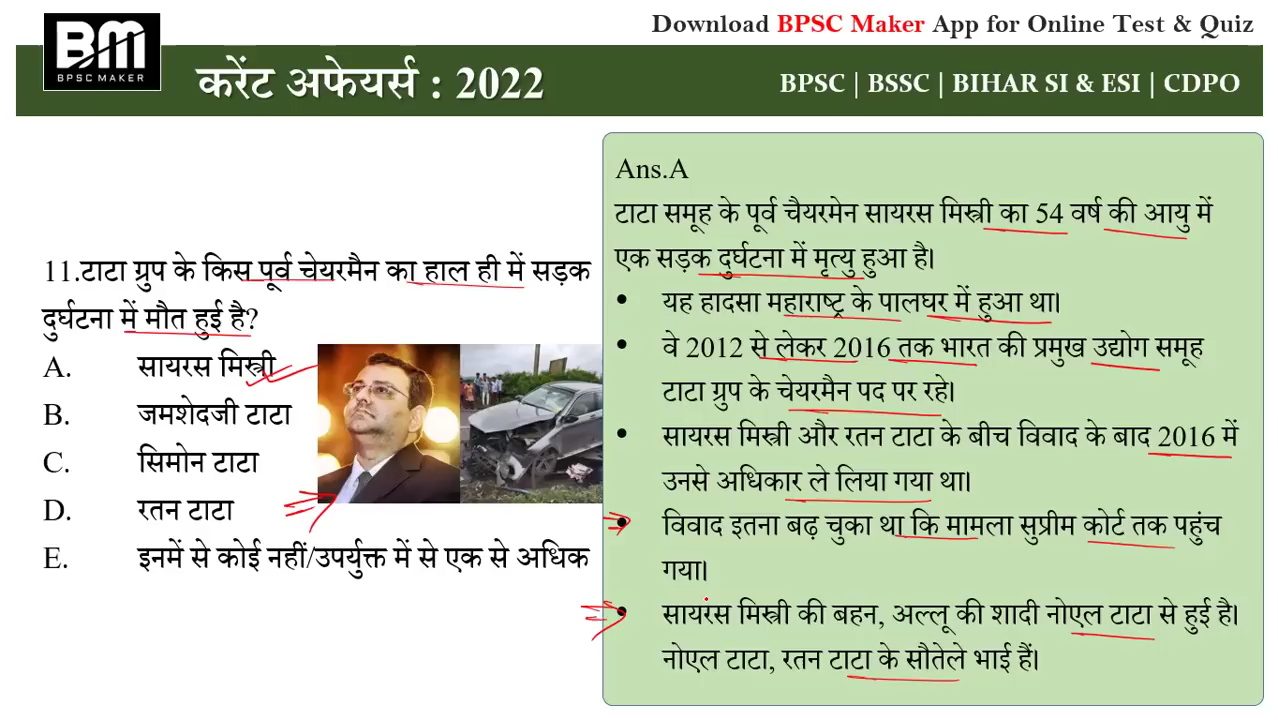 Download BPSC Maker App for Online Test & Quiz
BM
BPSC MAKER
करेंट अफेयर्स : 2022
BPSC | BSSC | BIHAR SI & ESI | CDPO
11.टाटा ग्रुप के किस पूर्व चेयरमैन का हाल ही में सड़क
दुर्घटना में मौत हुई है?
A. सायरस मिस्त्री
B. जमशेदजी टाटा
C. सिमोन टाटा
D. रतन टाटा
E. इनमें से कोई नहीं/उपर्युक्त में से एक से अधिक
Ans.A
टाटा समूह के पूर्व चैयरमेन सायरस मिस्त्री का 54 वर्ष की आयु में
एक सड़क दुर्घटना में मृत्यु हुआ है।
• यह हादसा महाराष्ट्र के पालघर में हुआ था।
• वे 2012 से लेकर 2016 तक भारत की प्रमुख उद्योग समूह
टाटा ग्रुप के चेयरमैन पद पर रहे।
• सायरस मिस्त्री और रतन टाटा के बीच विवाद के बाद 2016 में
उनसे अधिकार ले लिया गया था।
• विवाद इतना बढ़ चुका था कि मामला सुप्रीम कोर्ट तक पहुंच
गया।
• सायरस मिस्त्री की बहन, अल्लू की शादी नोएल टाटा से हुई है।
नोएल टाटा, रतन टाटा के सौतेले भाई हैं।